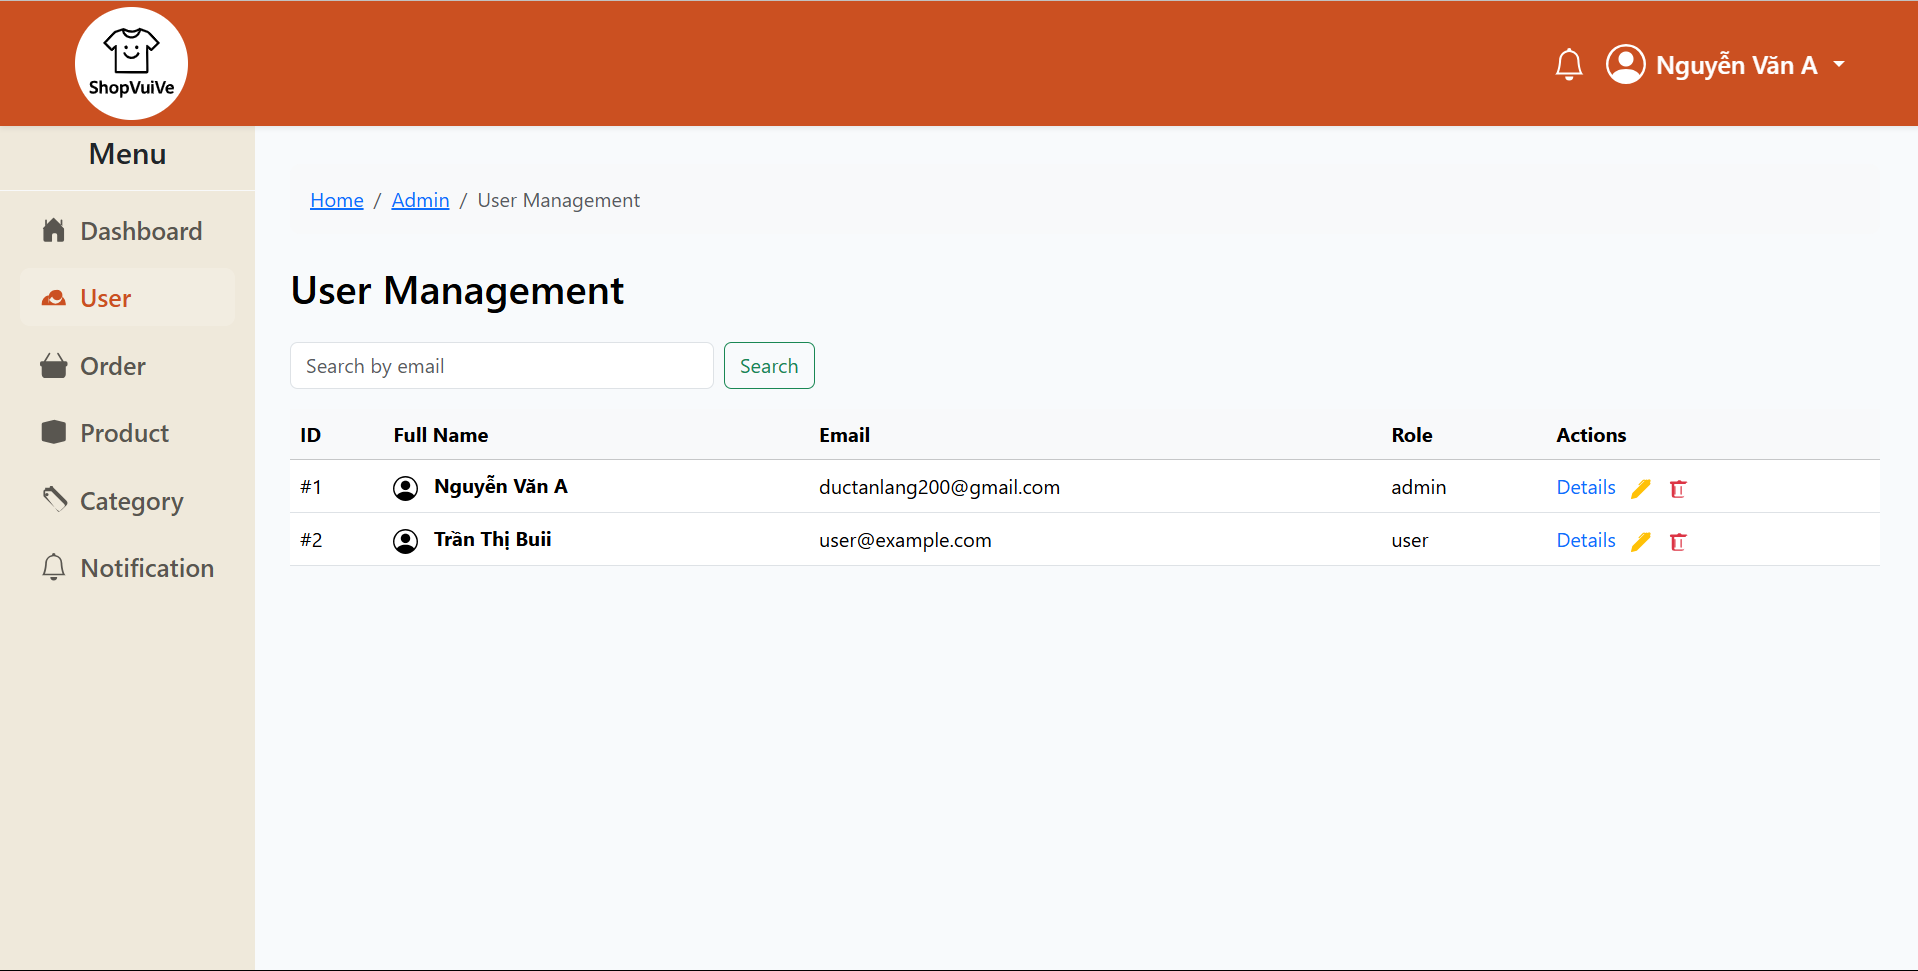 ShopVuiVe
Nguyễn Văn A
Menu
Dashboard
User
Order
Product
Category
Notification
Home / Admin / User Management
User Management
Search by email Search
ID Full Name Email Role Actions
#1 Nguyễn Văn A ductanlang200@gmail.com admin Details
#2 Trần Thị Buii user@example.com user Details